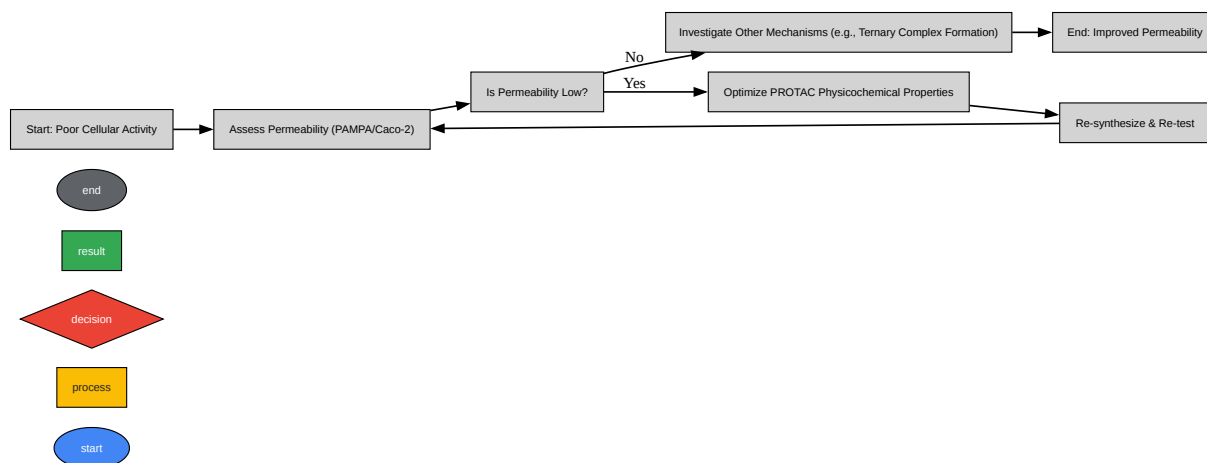 Investigate Other Mechanisms (e.g., Ternary Complex Formation)
End: Improved Permeability
No
Is Permeability Low?
Yes
Optimize PROTAC Physicochemical Properties
Start: Poor Cellular Activity
Assess Permeability (PAMPA/Caco-2)
Re-synthesize & Re-test
end
result
decision
process
start